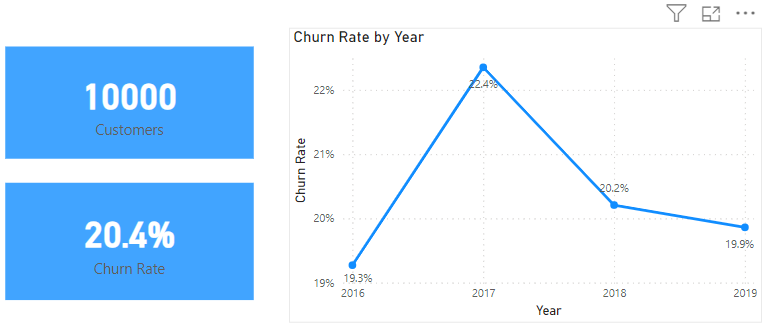 10000
Customers
20.4%
Churn Rate
Churn Rate by Year
Churn Rate
22%
21%
20%
19%
22.4%
20.2%
19.9%
19.3%
2016 2017 2018 2019
Year